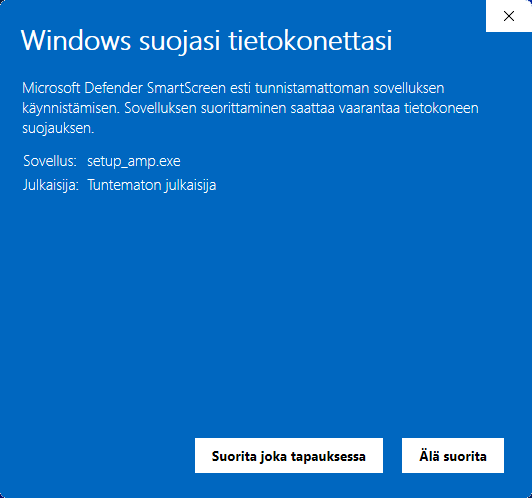 Windows suojasi tietokonettasi
Microsoft Defender SmartScreen esti tunnistamattoman sovelluksen
käynnistämisen. Sovelluksen suorittaminen saattaa vaarantaa tietokoneen
suojauksen.
Sovellus: setup_amp.exe
Julkaisija: Tuntematon julkaisija
Suorita joka tapauksessa Älä suorita